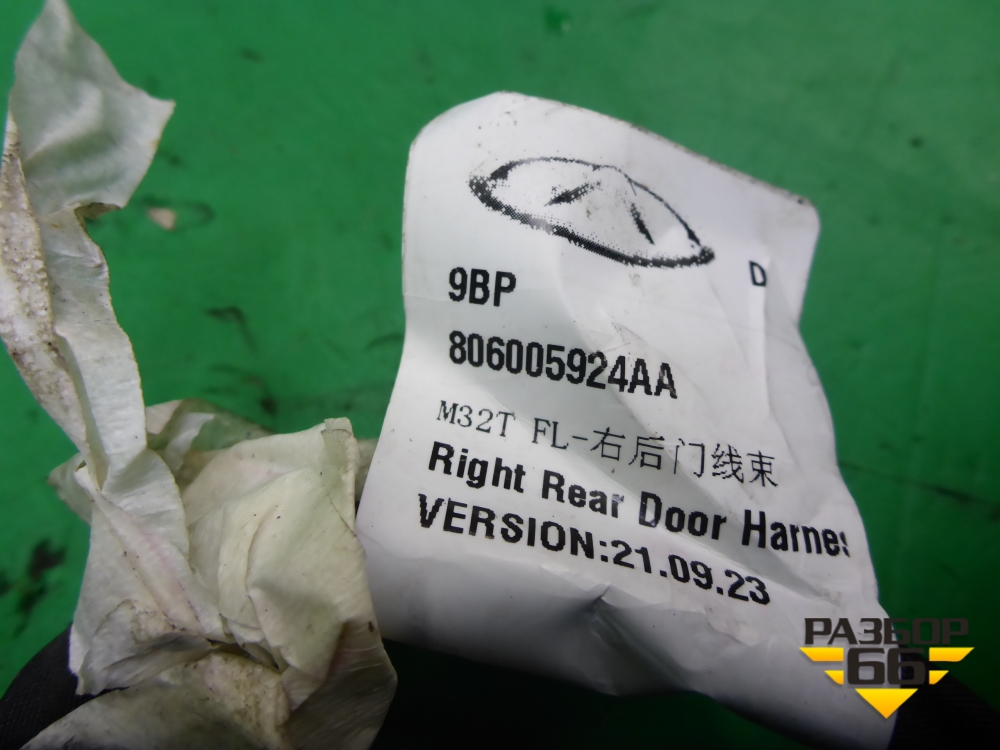 D
9BP
806005924AA
M32T FL-右后门线束
Right Rear Door Harnes
VERSION:21.09.23
РАЗБОР
66